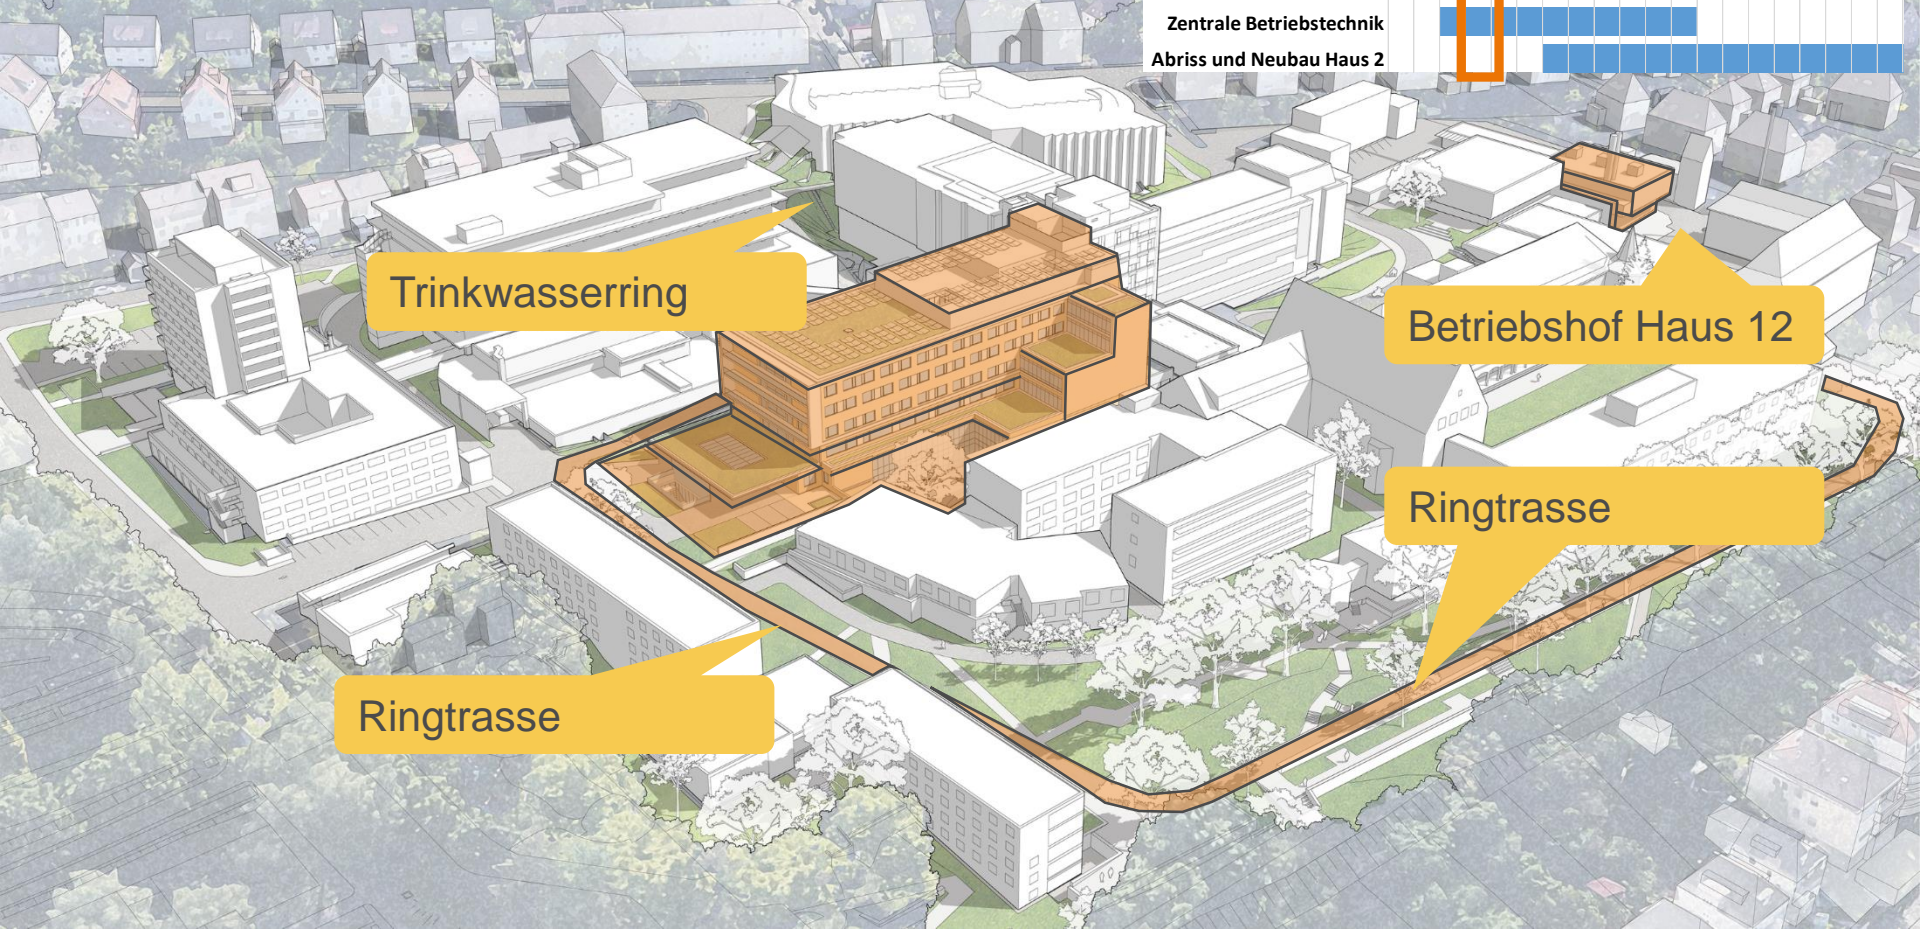 Zentrale Betriebstechnik
Abriss und Neubau Haus 2
Trinkwasserring
Betriebshof Haus 12
Ringtrasse
Ringtrasse